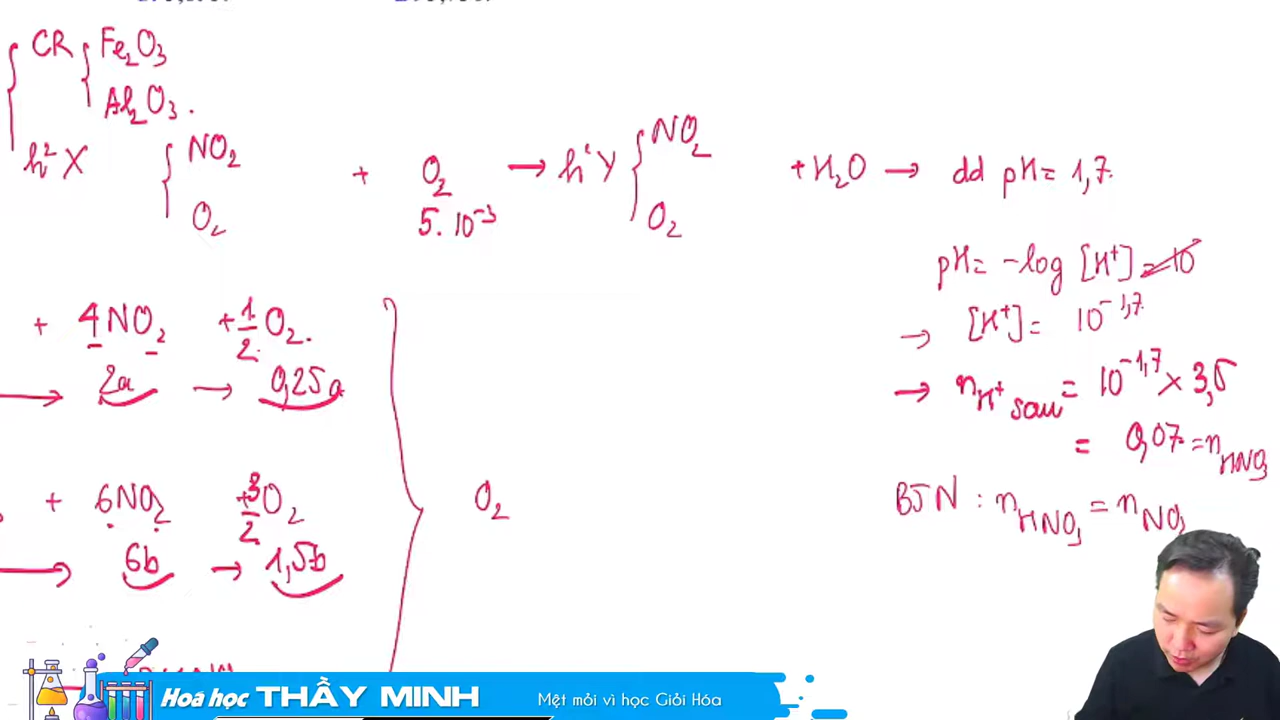 CR { Fe₂O₃
Al₂O₃.
h² X { NO₂
O₂
+ O₂ → h² Y { NO₂
5.10⁻³
O₂
+ H₂O → dd pH = 1,7.
pH = -log [H⁺] = 10
→ [H⁺] = 10⁻¹,⁷
→ nH⁺ sau = 10⁻¹,⁷ × 3,5
= 0,07 = nHNO₃
BTN : nHNO₃ = nNO₂
+ 4NO₂ + 1/2 O₂.
→ 2a → 0,25a
+ 6NO₂ + 3/2 O₂
→ 6b → 1,5b
O₂
Hoá học THẦY MINH
Mệt mỏi vì học Giỏi Hóa